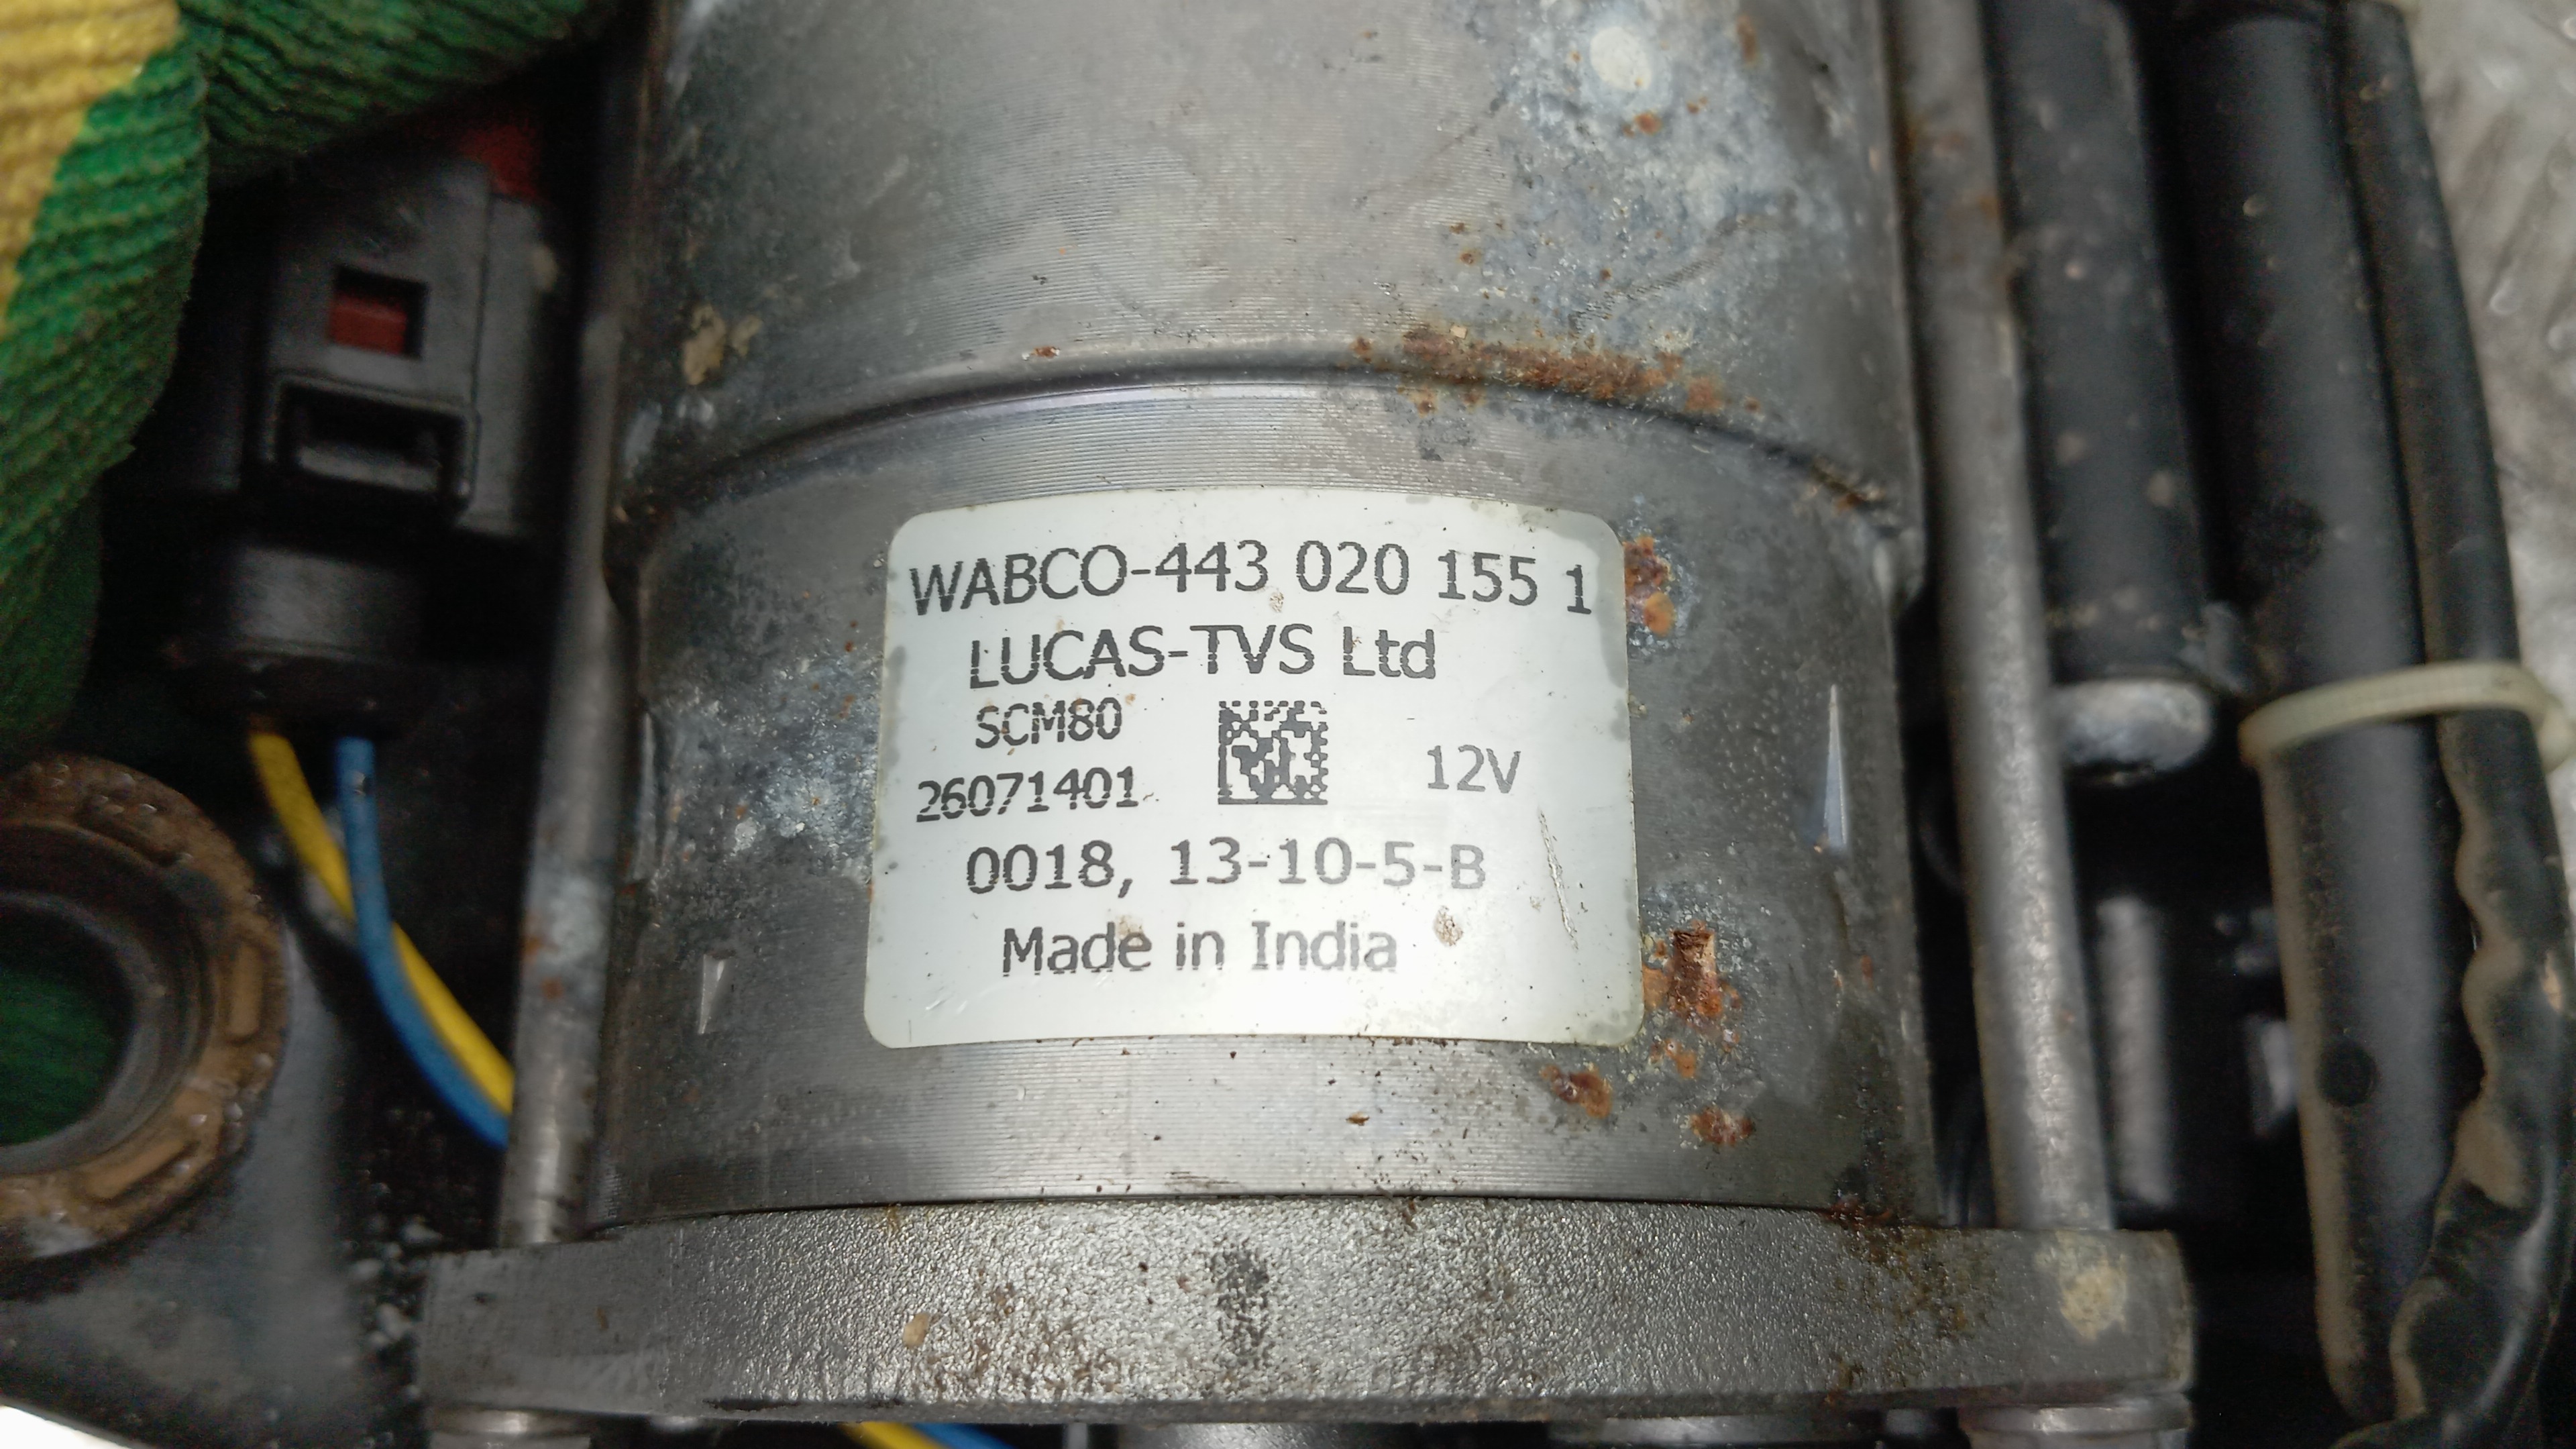 WABCO-443 020 155 1
LUCAS-TVS Ltd
SCM80
12V
26071401
0018, 13-10-5-B
Made in India